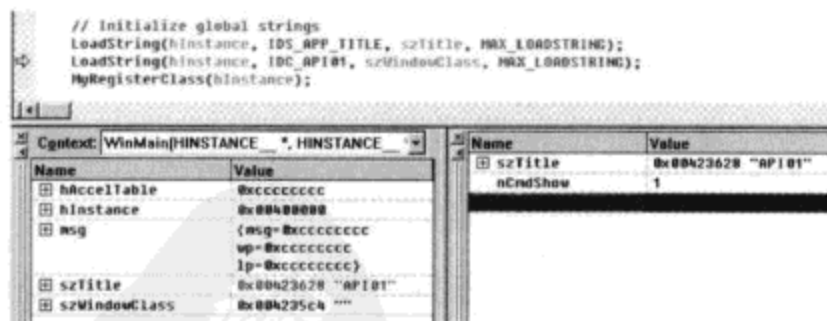 // Initialize global strings
LoadString(hInstance, IDS_APP_TITLE, szTitle, MAX_LOADSTRING);
LoadString(hInstance, IDC_API01, szWindowClass, MAX_LOADSTRING);
MyRegisterClass(hInstance);
Context: WinMain(HINSTANCE__ *, HINSTANCE__ *
Name Value
hAccelTable 0xcccccccc
hInstance 0x00400000
msg {msg=0xcccccccc
wp=0xcccccccc
lp=0xcccccccc}
szTitle 0x00423628 "API01"
szWindowClass 0x004235c4 ""
Name Value
szTitle 0x00423628 "API01"
nCmdShow 1